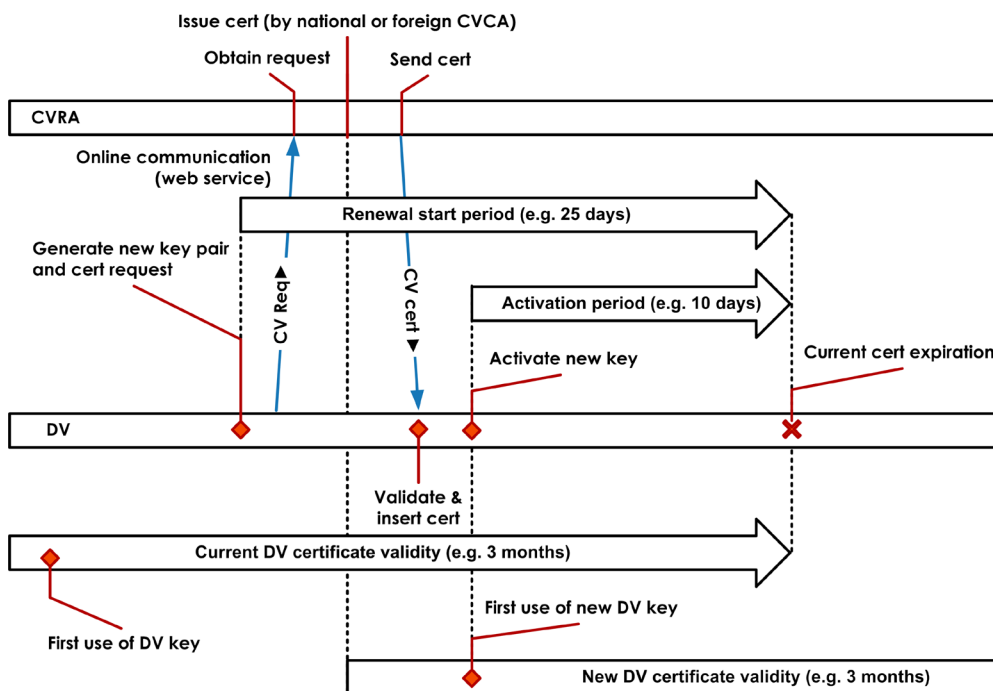 Issue cert (by national or foreign CVCA)
Obtain request
Send cert
CVRA
Online communication
(web service)
Renewal start period (e.g. 25 days)
Generate new key pair
and cert request
CV Req
CV cert
Activation period (e.g. 10 days)
Activate new key
Current cert expiration
DV
Validate &
insert cert
Current DV certificate validity (e.g. 3 months)
First use of DV key
First use of new DV key
New DV certificate validity (e.g. 3 months)